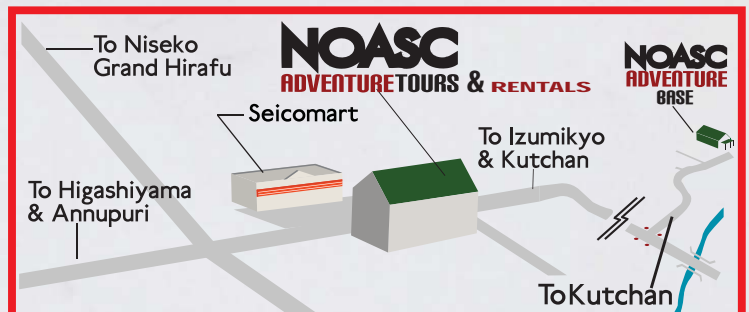 To Niseko
Grand Hirafu
NOASC
ADVENTURETOURS & RENTALS
NOASC
ADVENTURE
BASE
Seicomart
To Izumikyo
& Kutchan
To Higashiyama
& Annupuri
ToKutchan